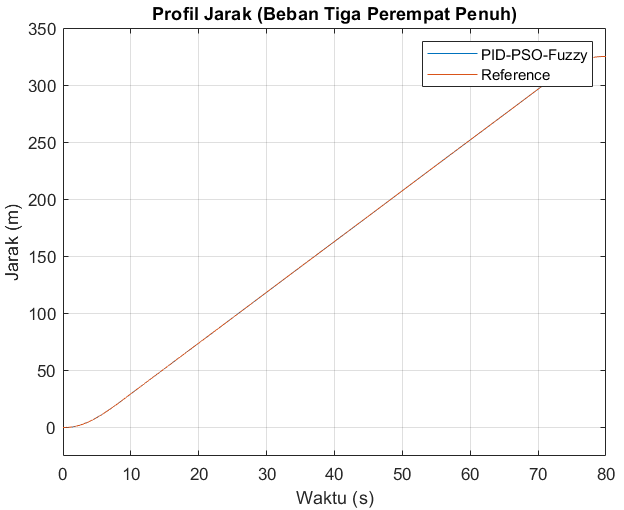 Profil Jarak (Beban Tiga Perempat Penuh)
350
300
250
200
150
100
50
0
Jarak (m)
PID-PSO-Fuzzy
Reference
0 10 20 30 40 50 60 70 80
Waktu (s)